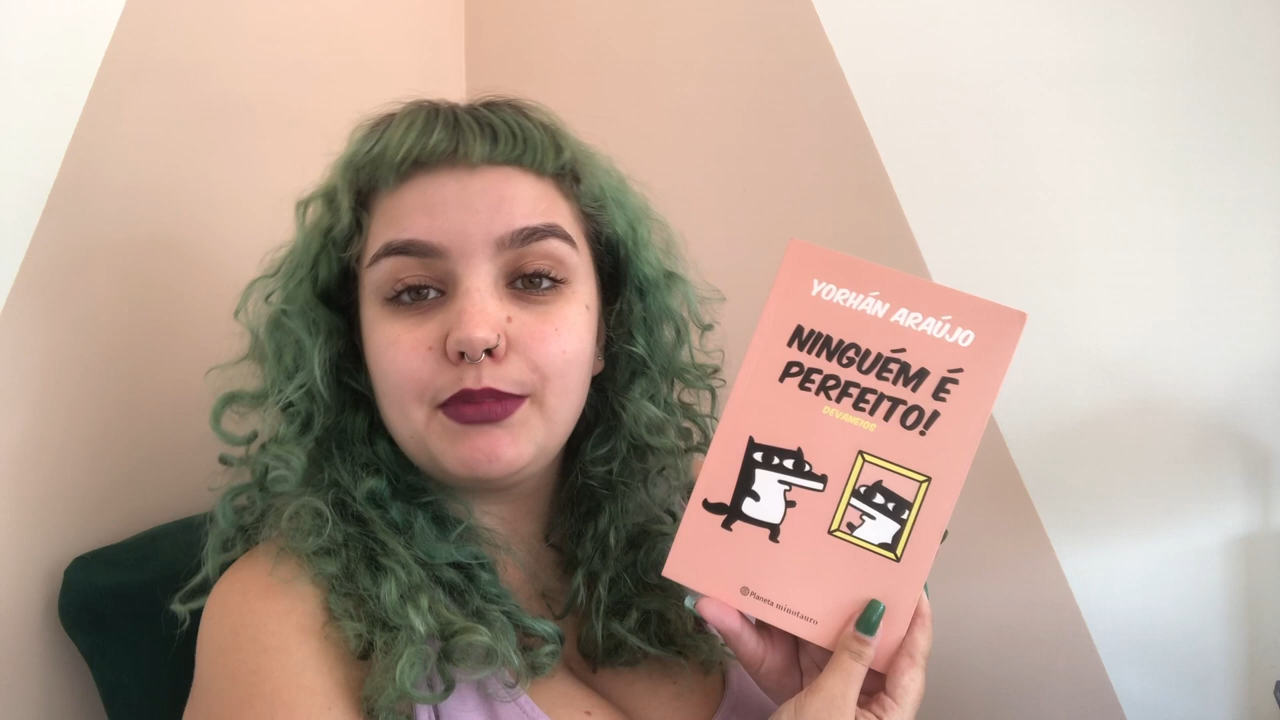 YORHÁN ARAÚJO
NINGUÉM É
PERFEITO!
DEVANEIOS
Planeta minotauro